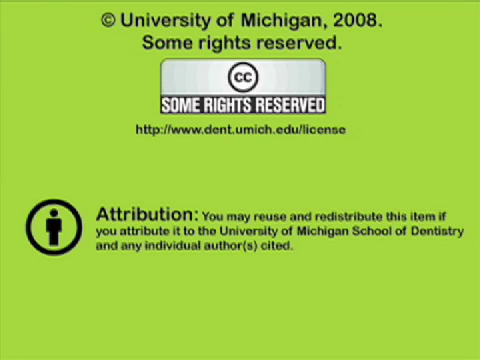 © University of Michigan, 2008.
Some rights reserved.
cc
SOME RIGHTS RESERVED
http://www.dent.umich.edu/license
Attribution: You may reuse and redistribute this item if
you attribute it to the University of Michigan School of Dentistry
and any individual author(s) cited.